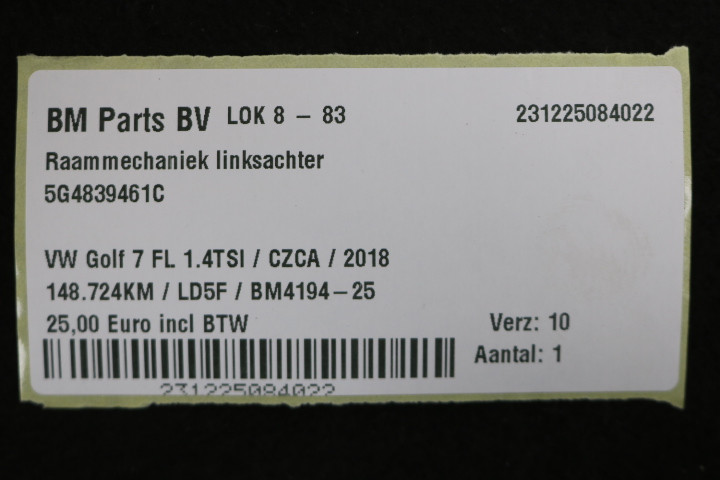 BM Parts BV LOK 8 - 83 231225084022
Raammechaniek linksachter
5G4839461C
VW Golf 7 FL 1.4TSI / CZCA / 2018
148.724KM / LD5F / BM4194-25
25,00 Euro incl BTW Verz: 10
Aantal: 1
231225084022